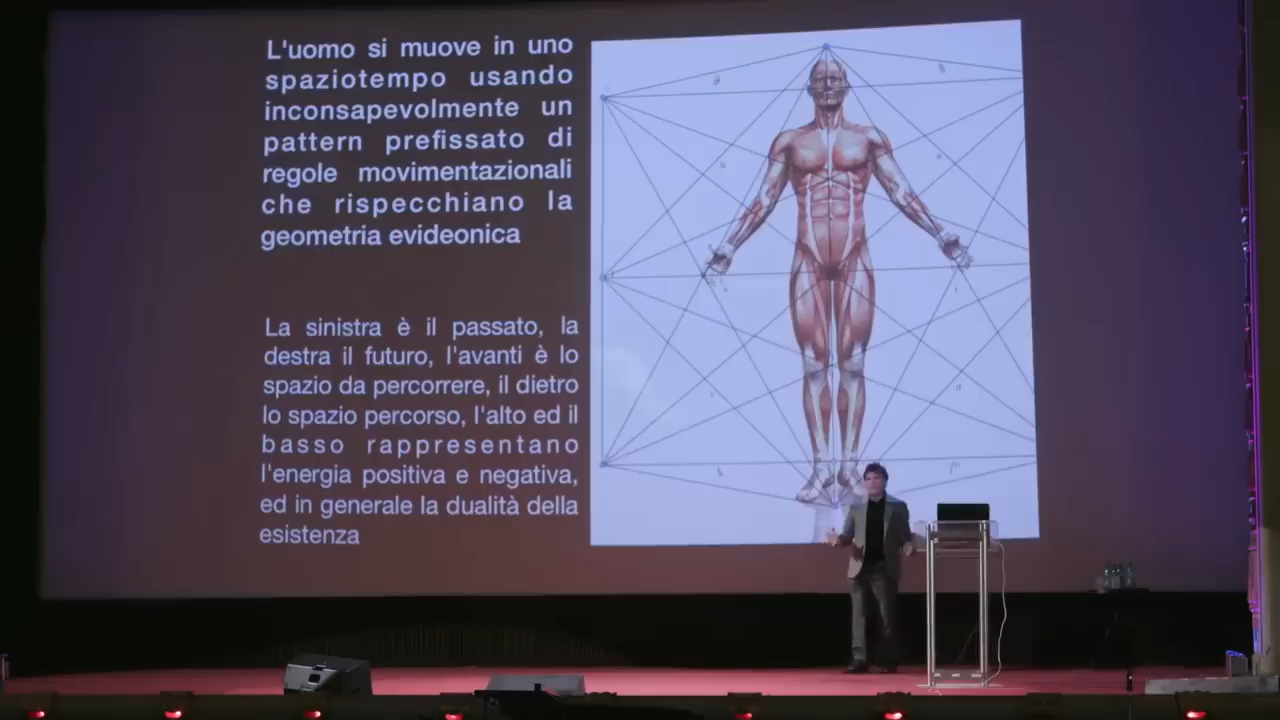 L'uomo si muove in uno
spaziotempo usando
inconsapevolmente un
pattern prefissato di
regole movimentazionali
che rispecchiano la
geometria evideonica
La sinistra è il passato, la
destra il futuro, l'avanti è lo
spazio da percorrere, il dietro
lo spazio percorso, l'alto ed il
basso rappresentano
l'energia positiva e negativa,
ed in generale la dualità della
esistenza